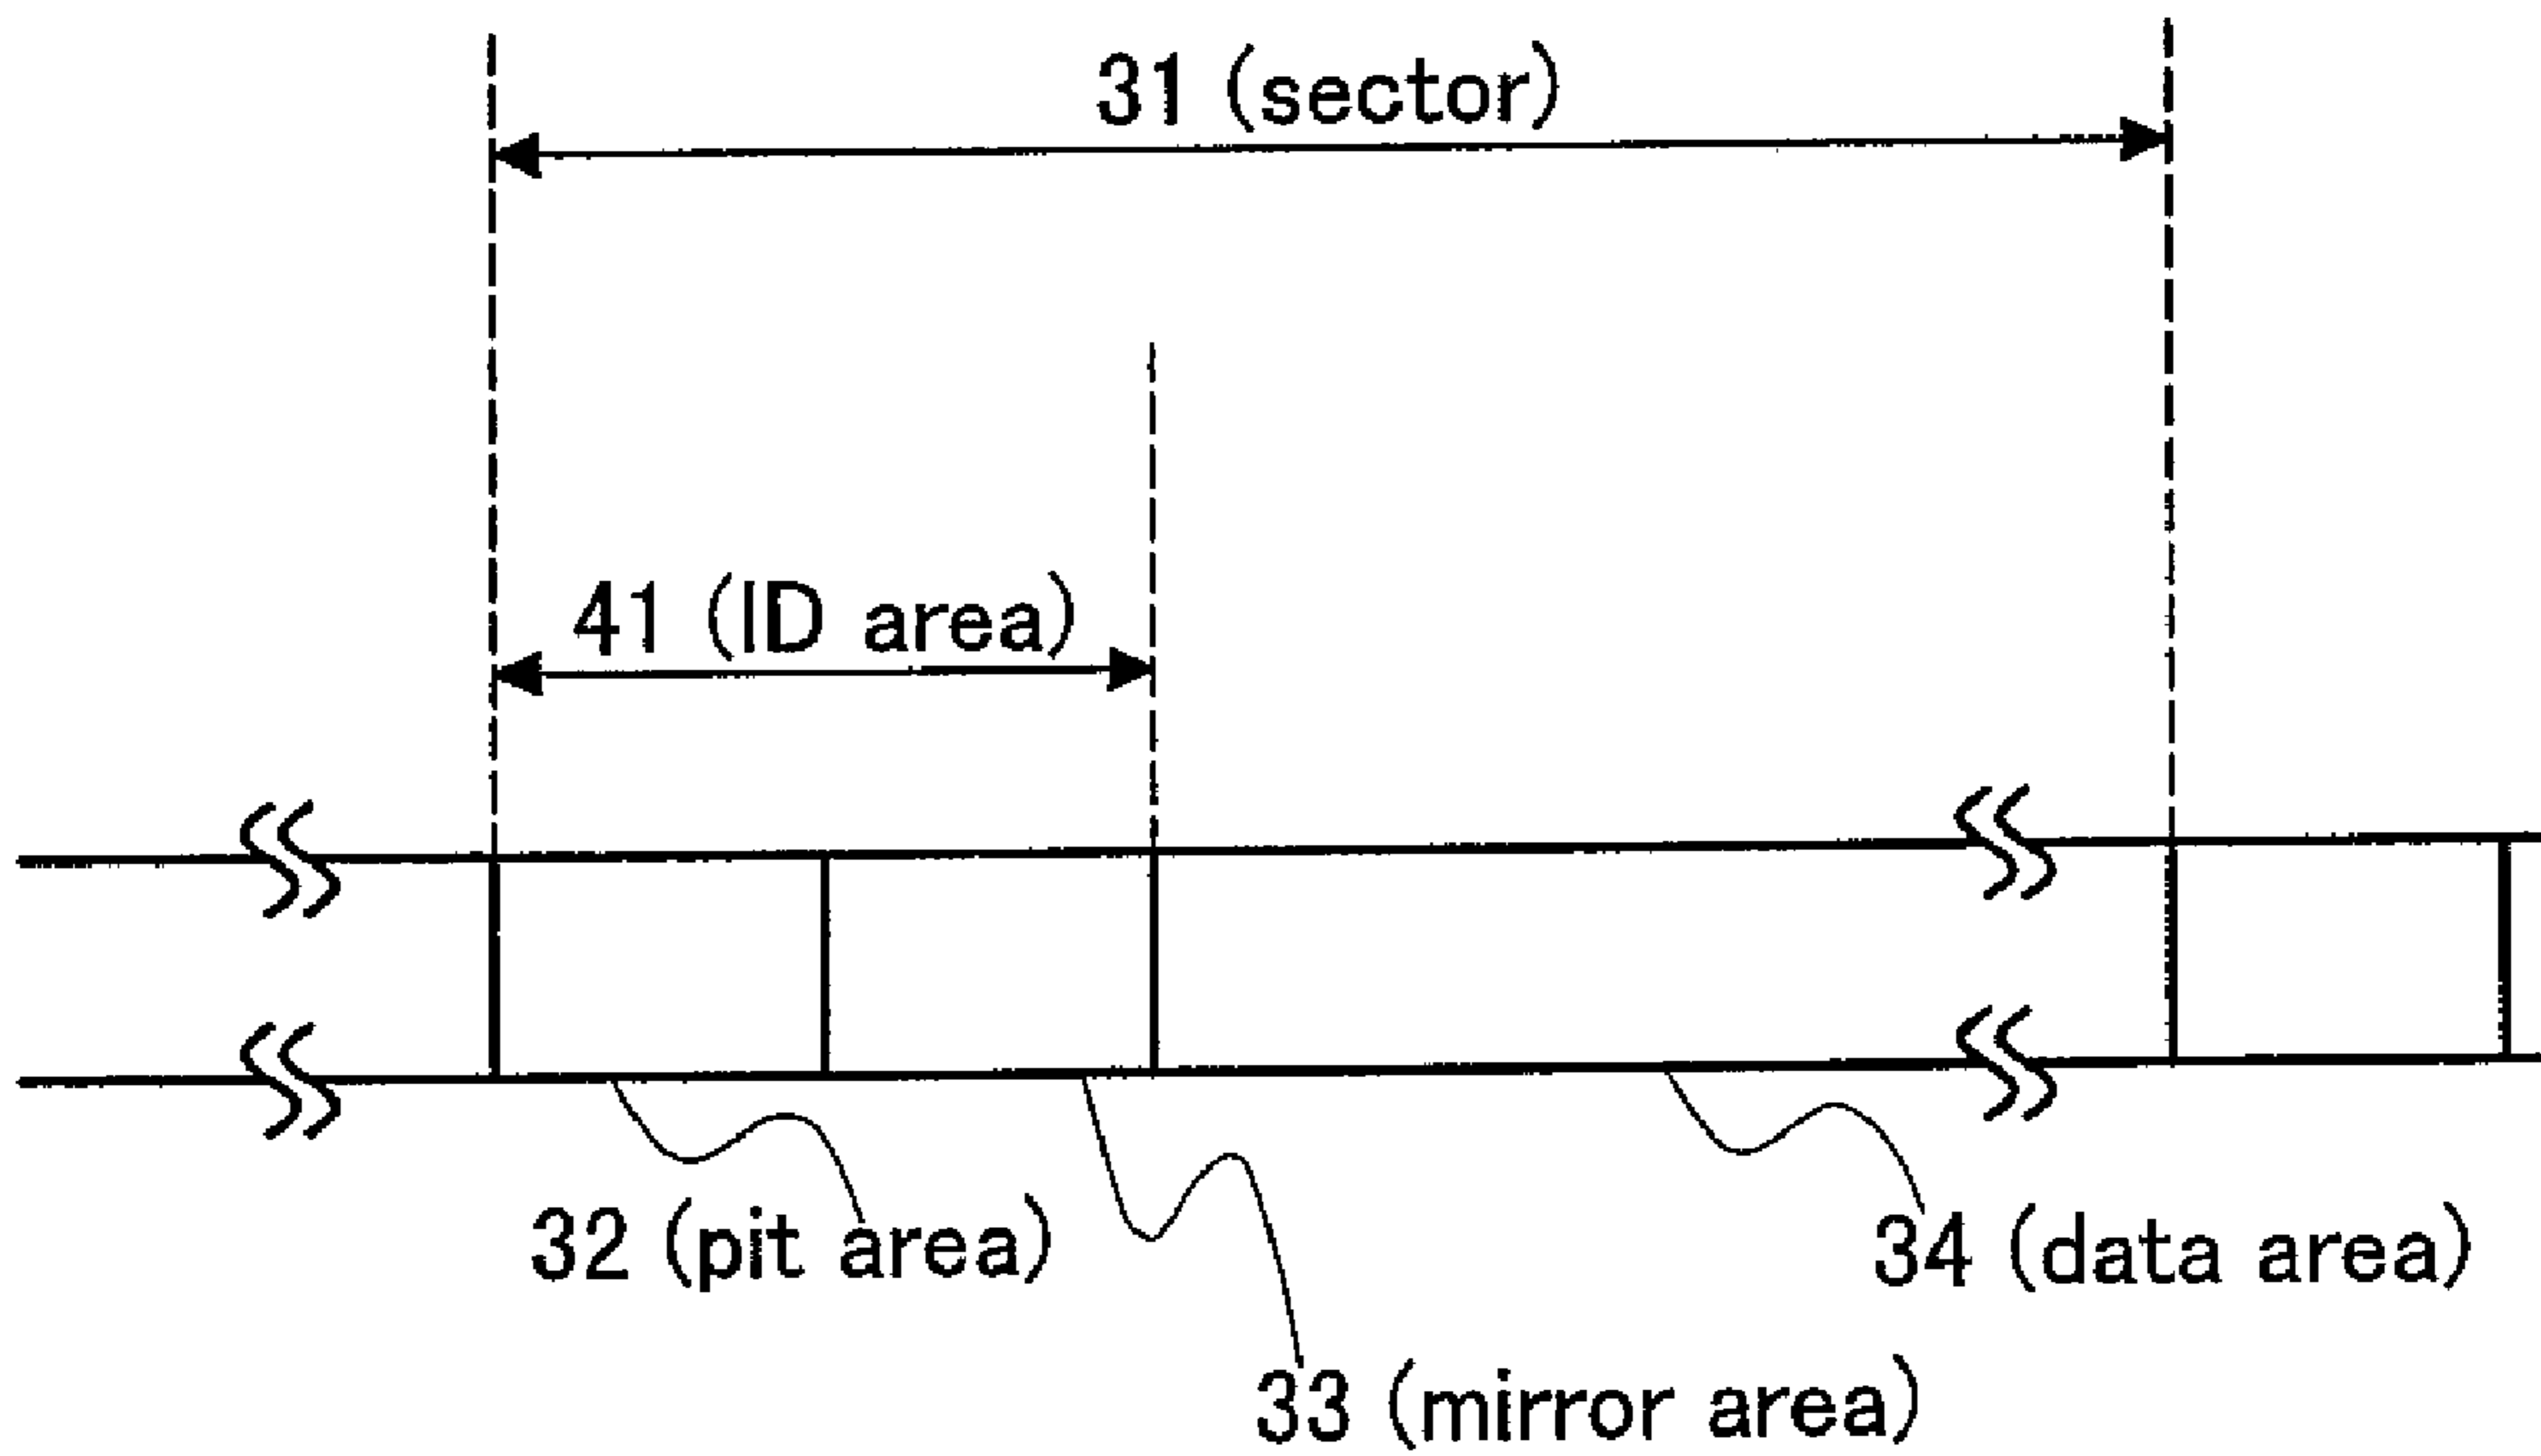 31 (sector)
41 (ID area)
32 (pit area)
34 (data area)
33 (mirror area)